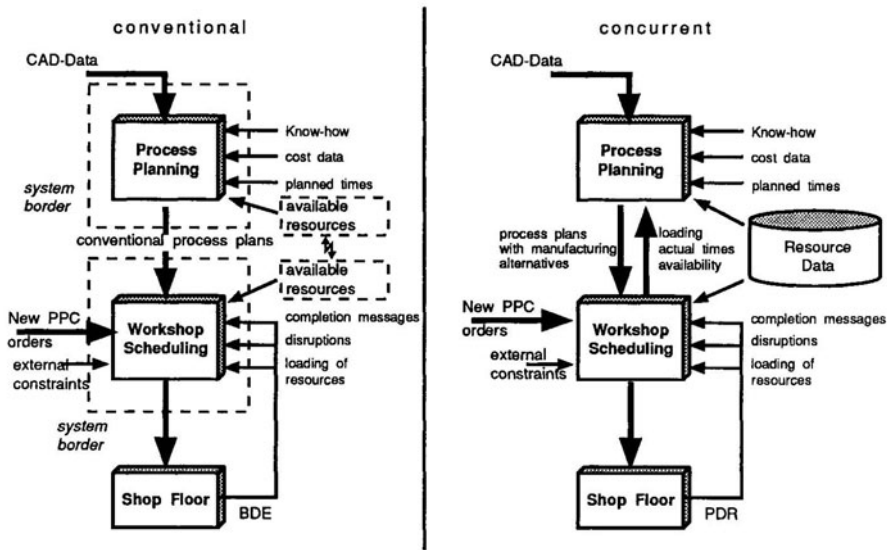 conventional
CAD-Data
Process
Planning
Know-how
cost data
planned times
system
border
available
resources
conventional process plans
available
resources
New PPC
orders
Workshop
Scheduling
completion messages
disruptions
loading of
resources
external
constraints
system
border
Shop Floor
BDE
concurrent
CAD-Data
Process
Planning
Know-how
cost data
planned times
process plans
with manufacturing
alternatives
loading
actual times
availability
Resource
Data
New PPC
orders
Workshop
Scheduling
completion messages
disruptions
loading of
resources
external
constraints
Shop Floor
PDR